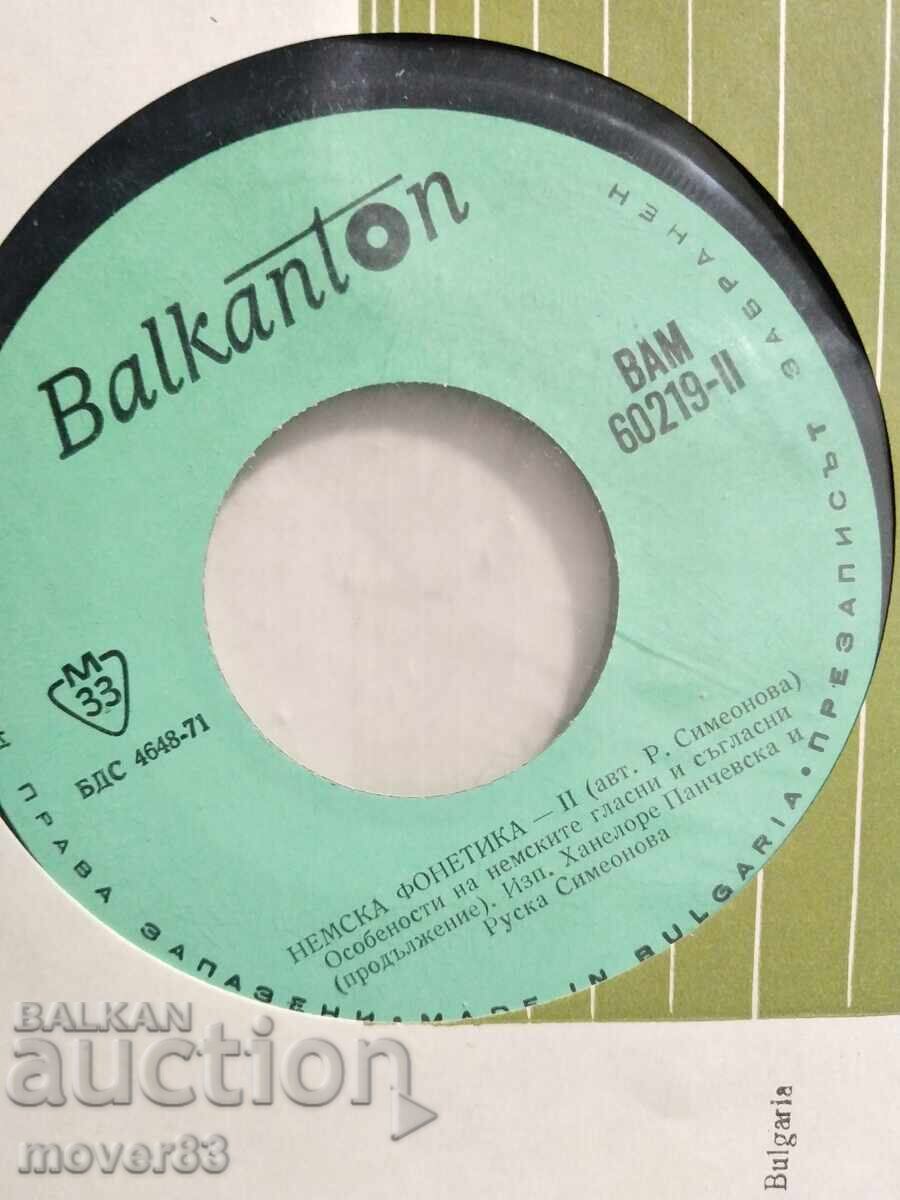 Balkanton
ВАМ
60219-II
М
33
БДС 4648-71
НЕМСКА ФОНЕТИКА — II (авт. Р. Симеонова)
Особености на немските гласни и съгласни
(продължение). Изп. Ханелоре Панчевска и
Руска Симеонова
ПРАВА ЗАПАЗЕНИ • MADE IN BULGARIA • ПРЕЗАПИСЪТ ЗАБРАНЕН
Bulgaria
BALKAN
auction
mover83